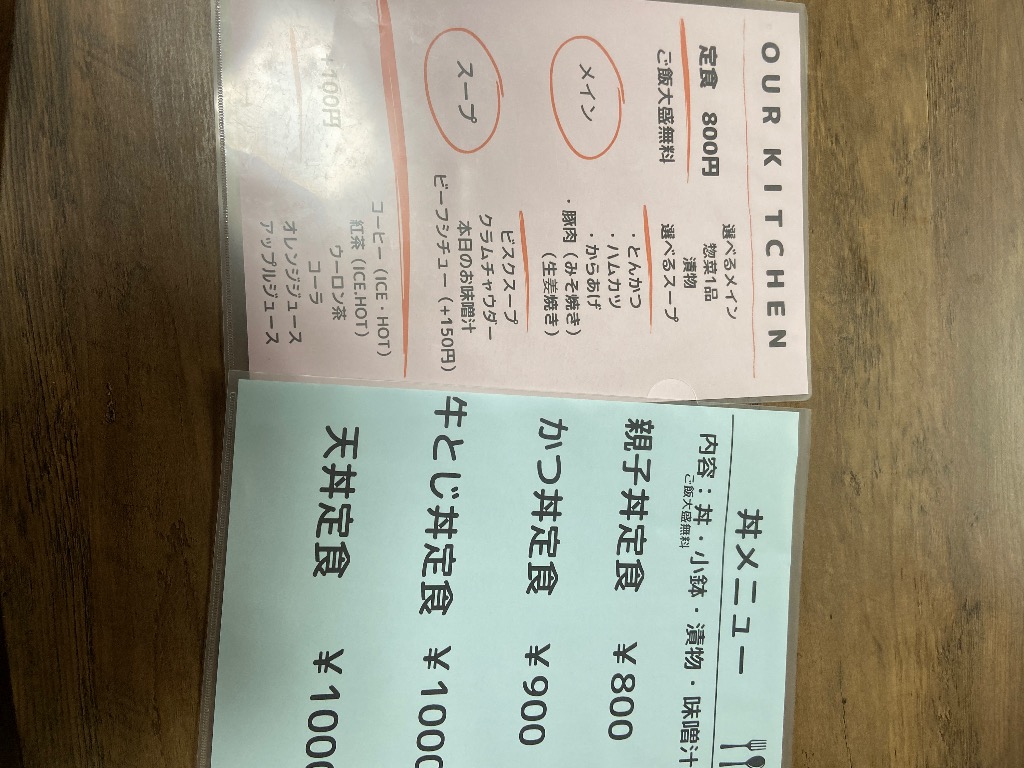 OUR KITCHEN
定食 800円
ご飯大盛無料
選べるメイン
惣菜1品
漬物
選べるスープ
メイン
・とんかつ
・ハムカツ
・からあげ
・豚肉（みそ焼き）
（生姜焼き）
スープ
ビスクスープ
クラムチャウダー
本日のお味噌汁
ビーフシチュー（+150円）
+100円
コーヒー（ICE・HOT）
紅茶（ICE.HOT）
ウーロン茶
コーラ
オレンジジュース
アップルジュース
丼メニュー
内容：丼・小鉢・漬物・味噌汁
ご飯大盛無料
親子丼定食 ¥800
かつ丼定食 ¥900
牛とじ丼定食 ¥1000
天丼定食 ¥1000